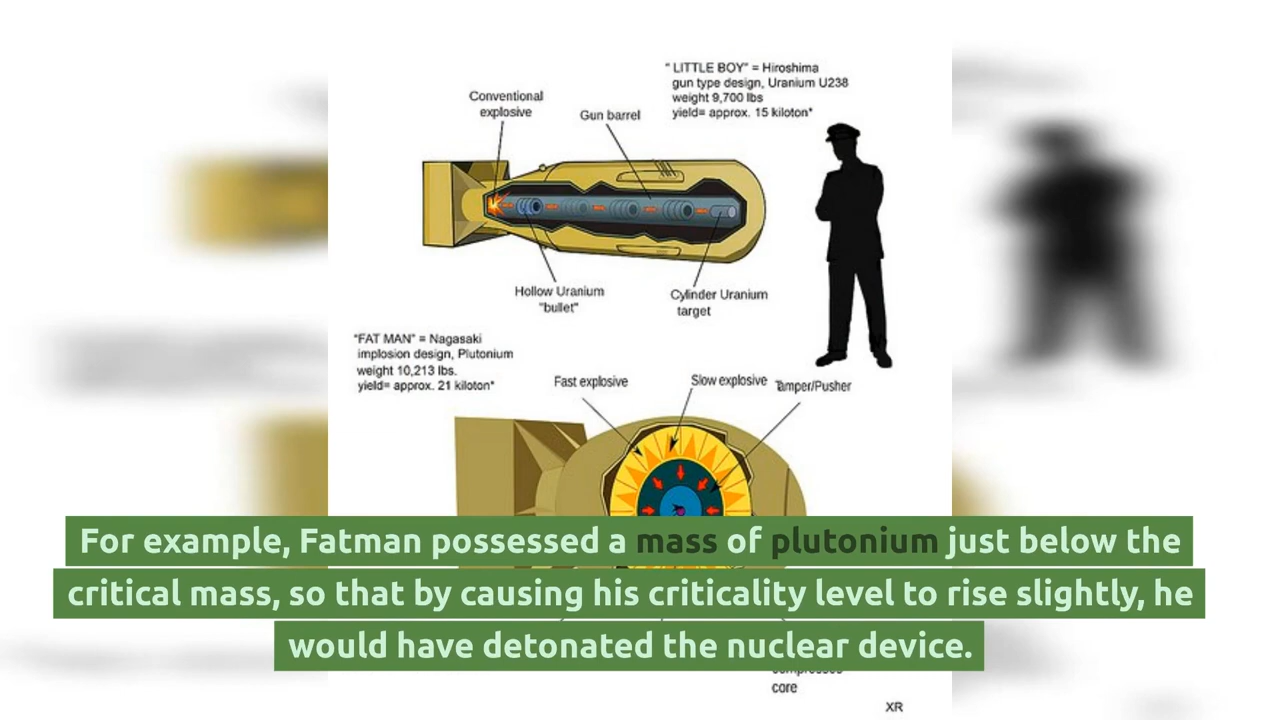 " LITTLE BOY" = Hiroshima
gun type design, Uranium U238
weight 9,700 lbs
yield= approx. 15 kiloton*
Conventional
explosive
Gun barrel
Hollow Uranium
"bullet"
Cylinder Uranium
target
"FAT MAN" = Nagasaki
implosion design, Plutonium
weight 10,213 lbs.
yield= approx. 21 kiloton*
Fast explosive
Slow explosive
Tamper/Pusher
For example, Fatman possessed a mass of plutonium just below the
critical mass, so that by causing his criticality level to rise slightly, he
would have detonated the nuclear device.
core
XR